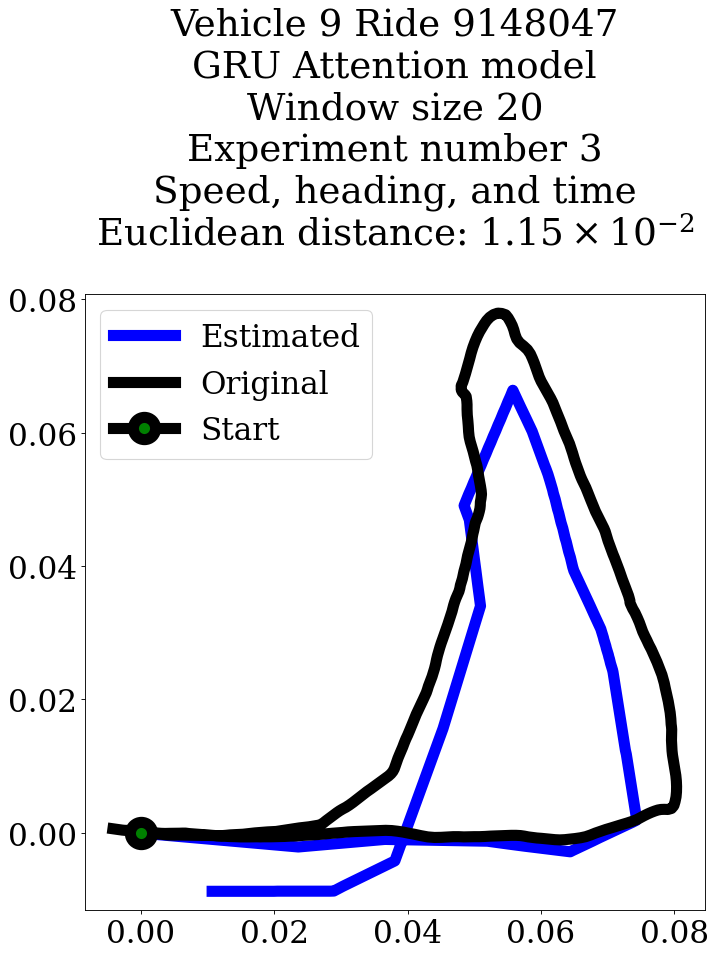 Vehicle 9 Ride 9148047
GRU Attention model
Window size 20
Experiment number 3
Speed, heading, and time
Euclidean distance: 1.15 × 10⁻²
0.08
Estimated
Original
Start
0.06
0.04
0.02
0.00
0.00 0.02 0.04 0.06 0.08